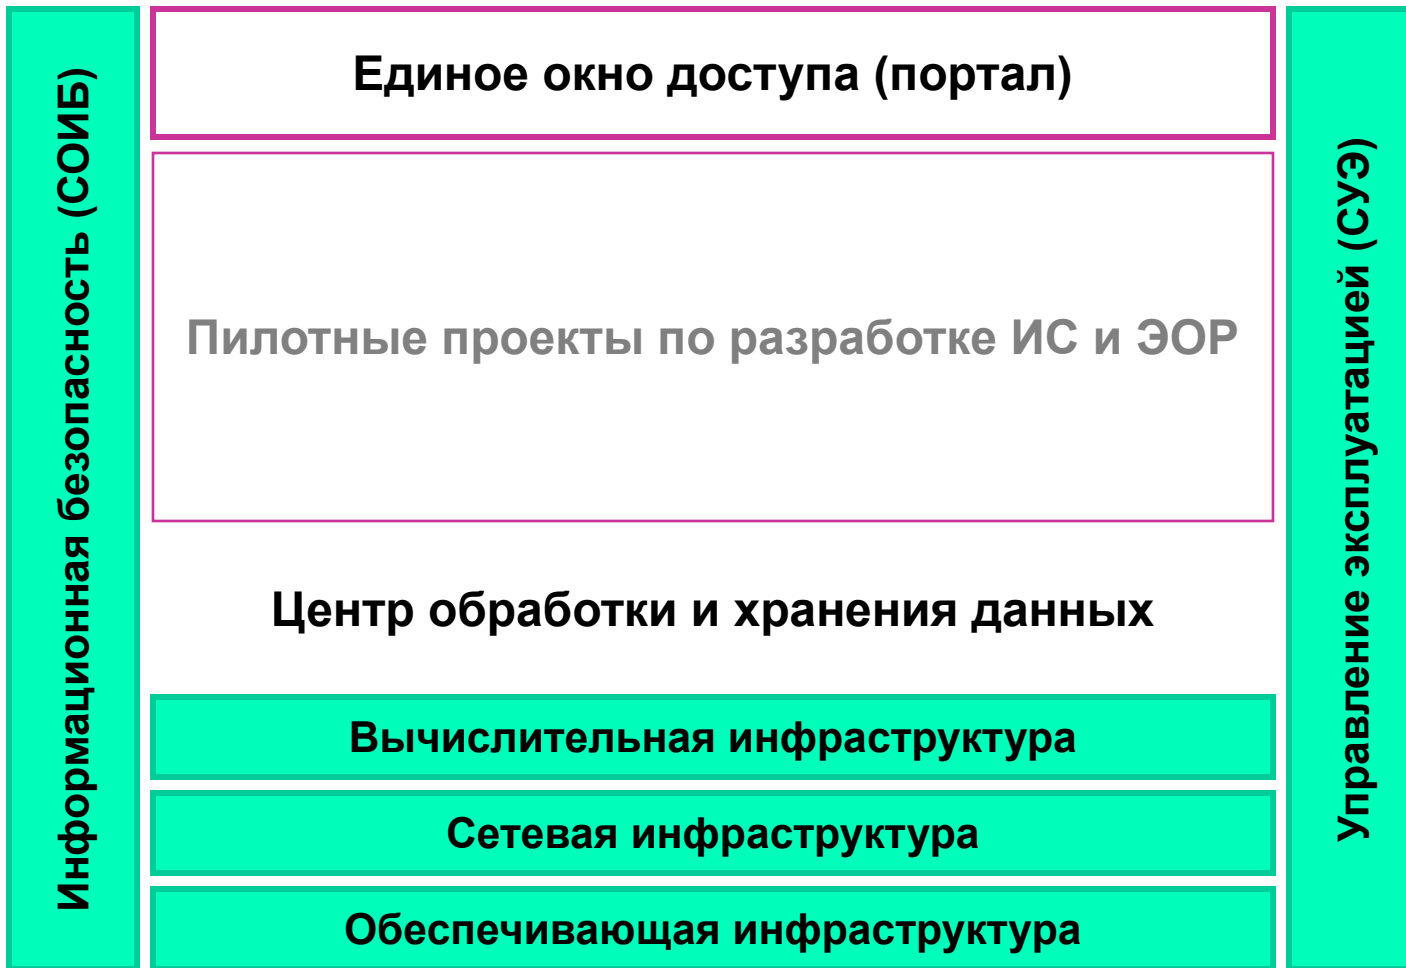 Информационная безопасность (СОИБ)
Единое окно доступа (портал)
Пилотные проекты по разработке ИС и ЭОР
Центр обработки и хранения данных
Вычислительная инфраструктура
Сетевая инфраструктура
Обеспечивающая инфраструктура
Управление эксплуатацией (СУЭ)